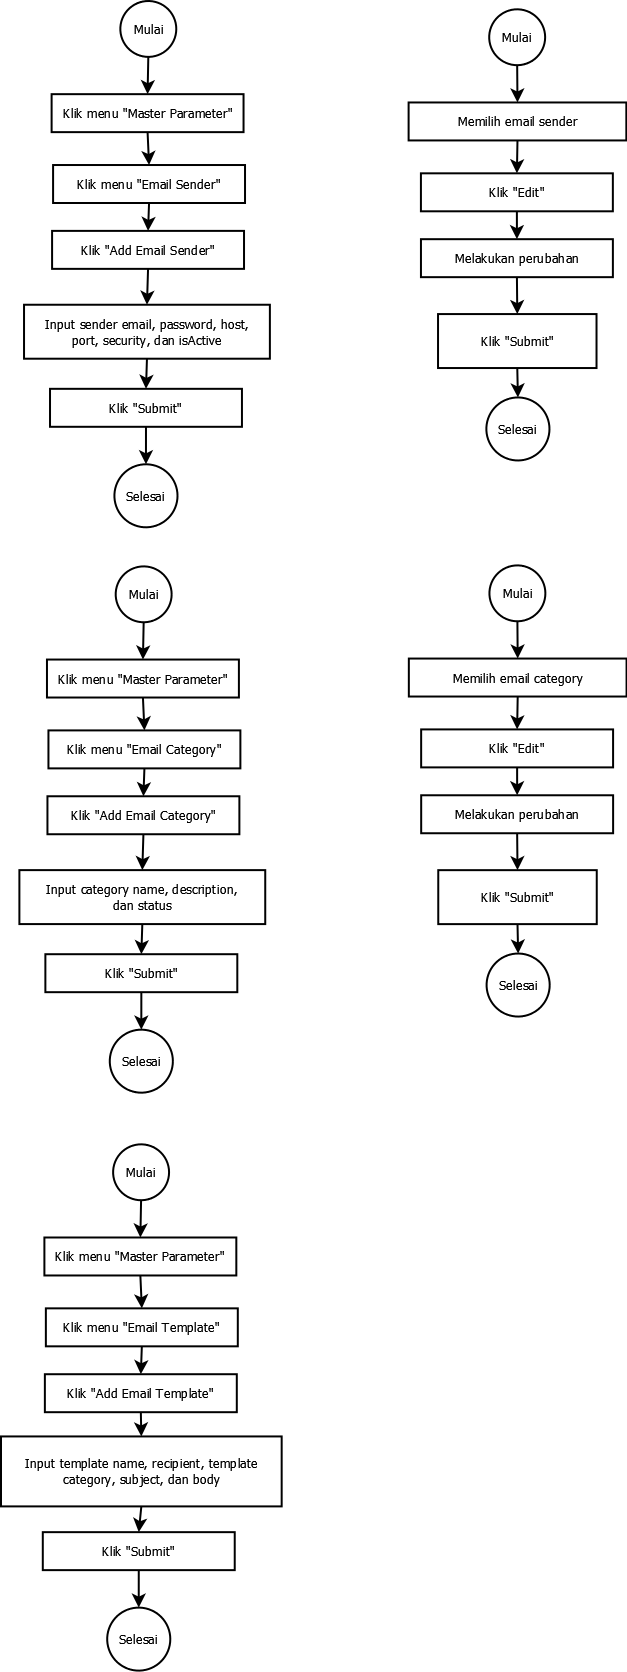 Mulai
Klik menu "Master Parameter"
Klik menu "Email Sender"
Klik "Add Email Sender"
Input sender email, password, host,
port, security, dan isActive
Klik "Submit"
Selesai
Mulai
Memilih email sender
Klik "Edit"
Melakukan perubahan
Klik "Submit"
Selesai
Mulai
Klik menu "Master Parameter"
Klik menu "Email Category"
Klik "Add Email Category"
Input category name, description,
dan status
Klik "Submit"
Selesai
Mulai
Memilih email category
Klik "Edit"
Melakukan perubahan
Klik "Submit"
Selesai
Mulai
Klik menu "Master Parameter"
Klik menu "Email Template"
Klik "Add Email Template"
Input template name, recipient, template
category, subject, dan body
Klik "Submit"
Selesai